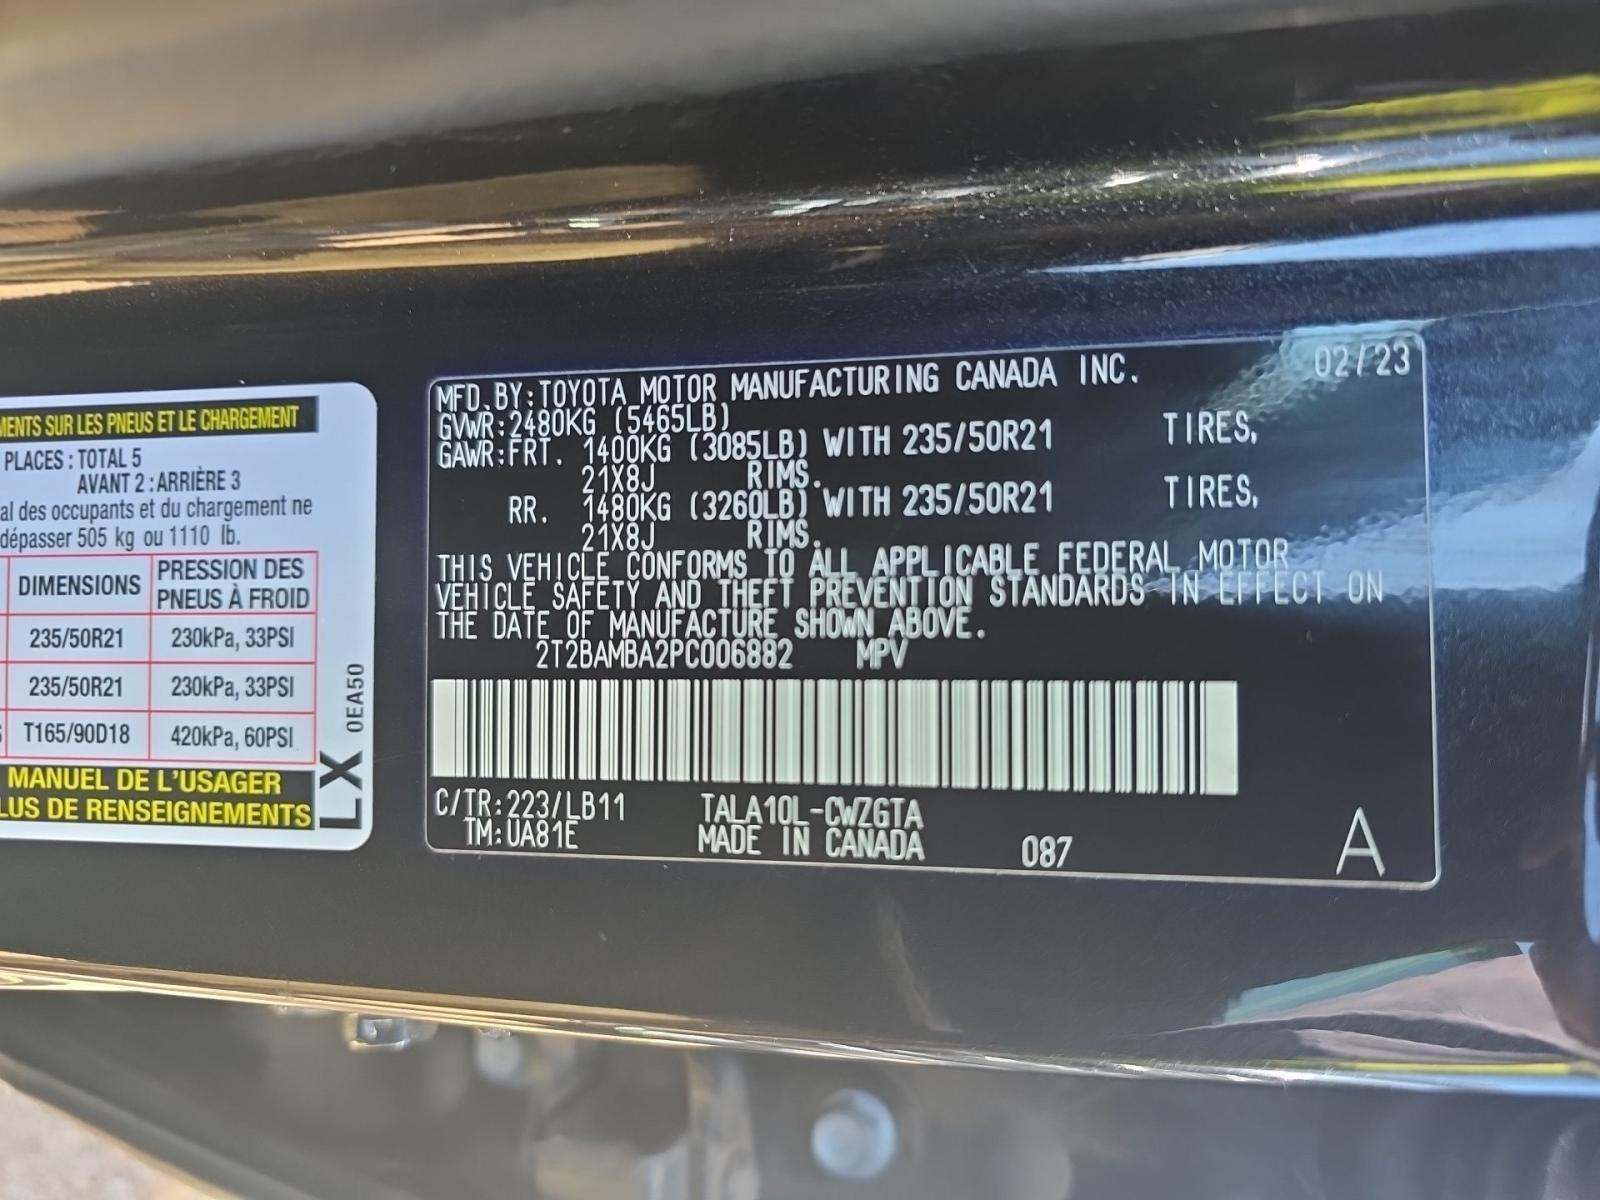 MENTS SUR LES PNEUS ET LE CHARGEMENT
PLACES : TOTAL 5
AVANT 2 : ARRIÈRE 3
al des occupants et du chargement ne
dépasser 505 kg ou 1110 lb.
DIMENSIONS PRESSION DES PNEUS À FROID
235/50R21 230kPa, 33PSI
235/50R21 230kPa, 33PSI
T165/90D18 420kPa, 60PSI
MANUEL DE L'USAGER
LUS DE RENSEIGNEMENTS
LX 0EA50
MFD. BY: TOYOTA MOTOR MANUFACTURING CANADA INC. 02/23
GVWR: 2480KG (5465LB)
GAWR: FRT. 1400KG (3085LB) WITH 235/50R21 TIRES,
21X8J RIMS.
RR. 1480KG (3260LB) WITH 235/50R21 TIRES,
21X8J RIMS.
THIS VEHICLE CONFORMS TO ALL APPLICABLE FEDERAL MOTOR
VEHICLE SAFETY AND THEFT PREVENTION STANDARDS IN EFFECT ON
THE DATE OF MANUFACTURE SHOWN ABOVE.
2T2BAMBA2PC006882 MPV
C/TR: 223/LB11 TALA10L-CWZGTA
TM: UA81E MADE IN CANADA 087 A